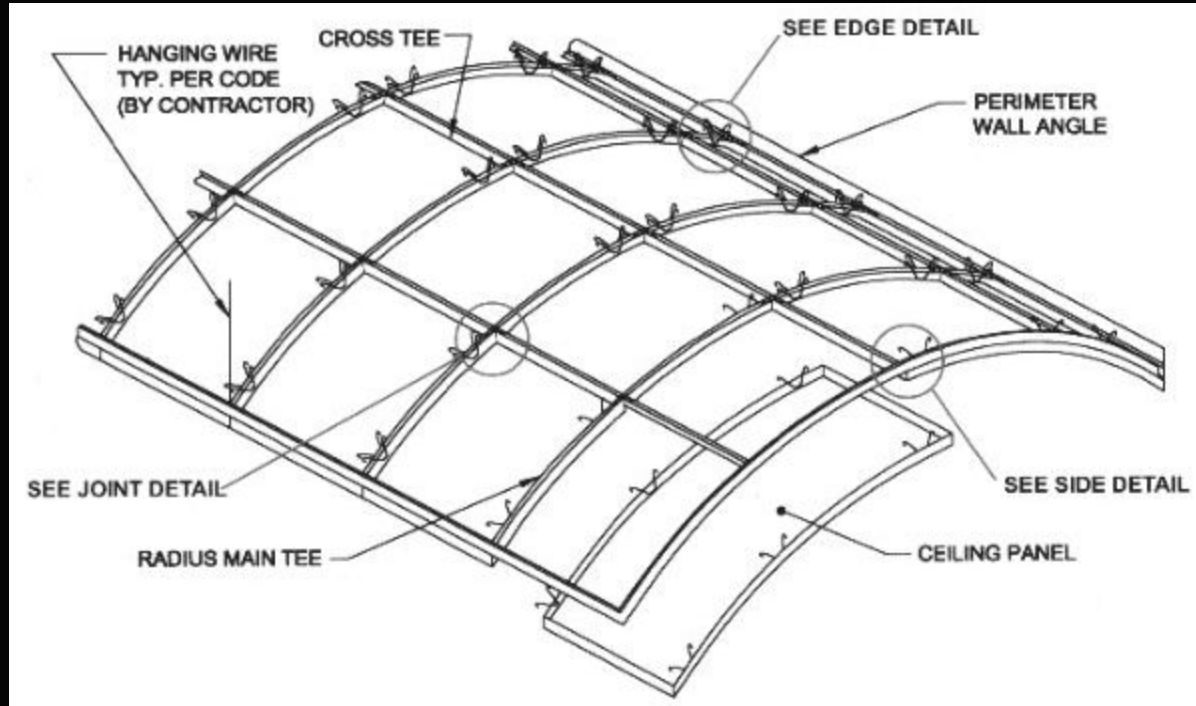 HANGING WIRE
TYP. PER CODE
(BY CONTRACTOR)
CROSS TEE
SEE EDGE DETAIL
PERIMETER
WALL ANGLE
SEE JOINT DETAIL
SEE SIDE DETAIL
RADIUS MAIN TEE
CEILING PANEL